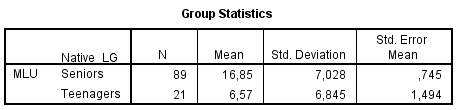 Group Statistics
Native_LG N Mean Std. Deviation Std. Error Mean
MLU Seniors 89 16,85 7,028 ,745
Teenagers 21 6,57 6,845 1,494